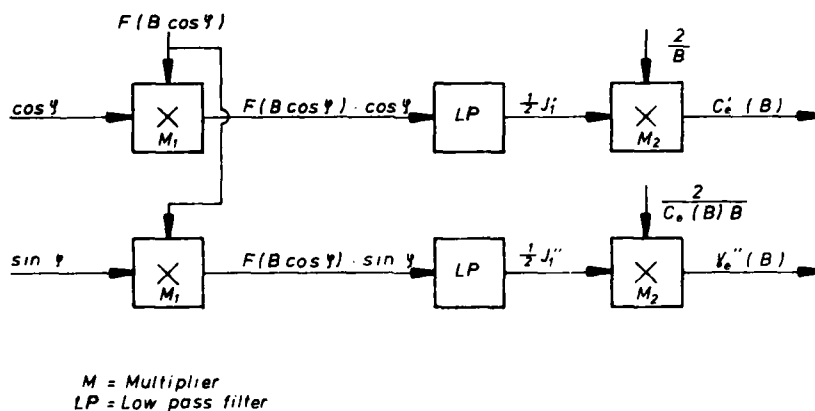 F(B cos φ)
2/B
cos φ
×
M₁
F(B cos φ) · cos φ
LP
½ J₁′
×
M₂
C′ₑ (B)
2/(Cₑ (B) B)
sin φ
×
M₁
F(B cos φ) · sin φ
LP
½ J₁″
×
M₂
γₑ″ (B)
M = Multiplier
LP = Low pass filter